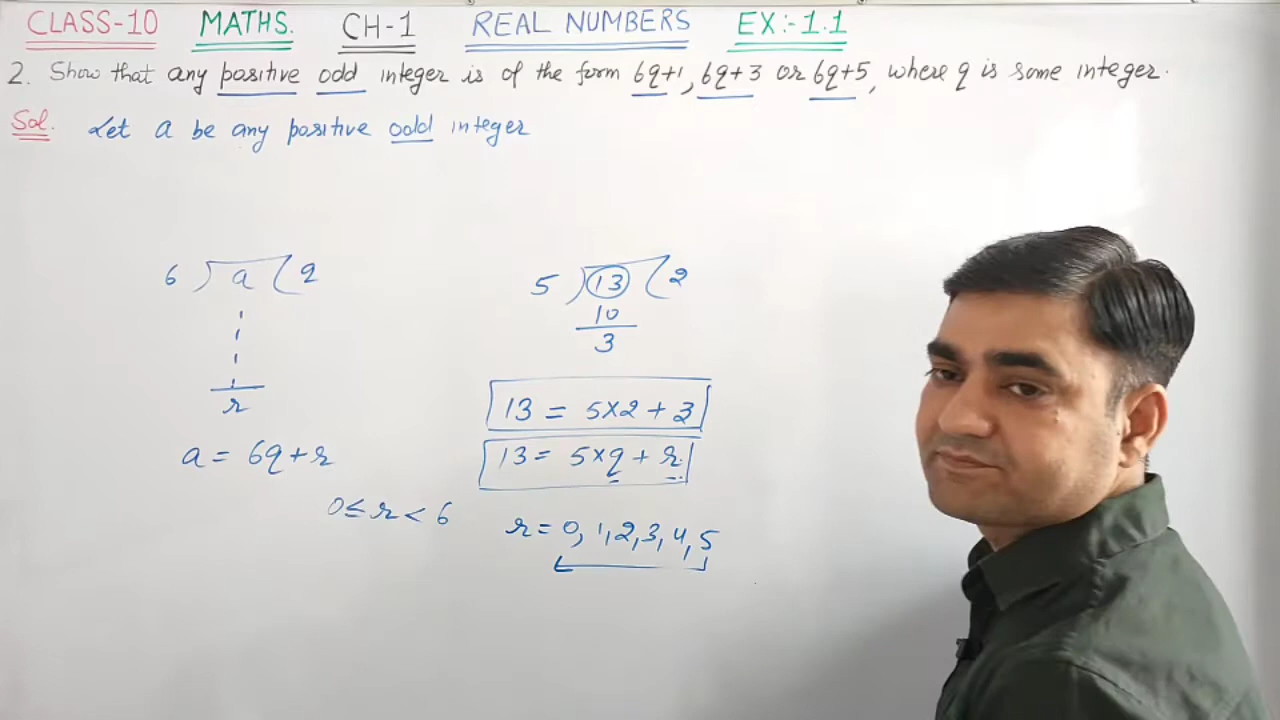 CLASS-10 MATHS. CH-1 REAL NUMBERS EX:-1.1
2. Show that any positive odd integer is of the form 6q+1, 6q+3 or 6q+5, where q is some integer.
Sol. Let a be any positive odd integer
6 ) a ( q
r
a = 6q+r
0≤r<6
5 ) 13 ( 2
10
3
13 = 5×2+3
13 = 5×q+r
r = 0, 1, 2, 3, 4, 5